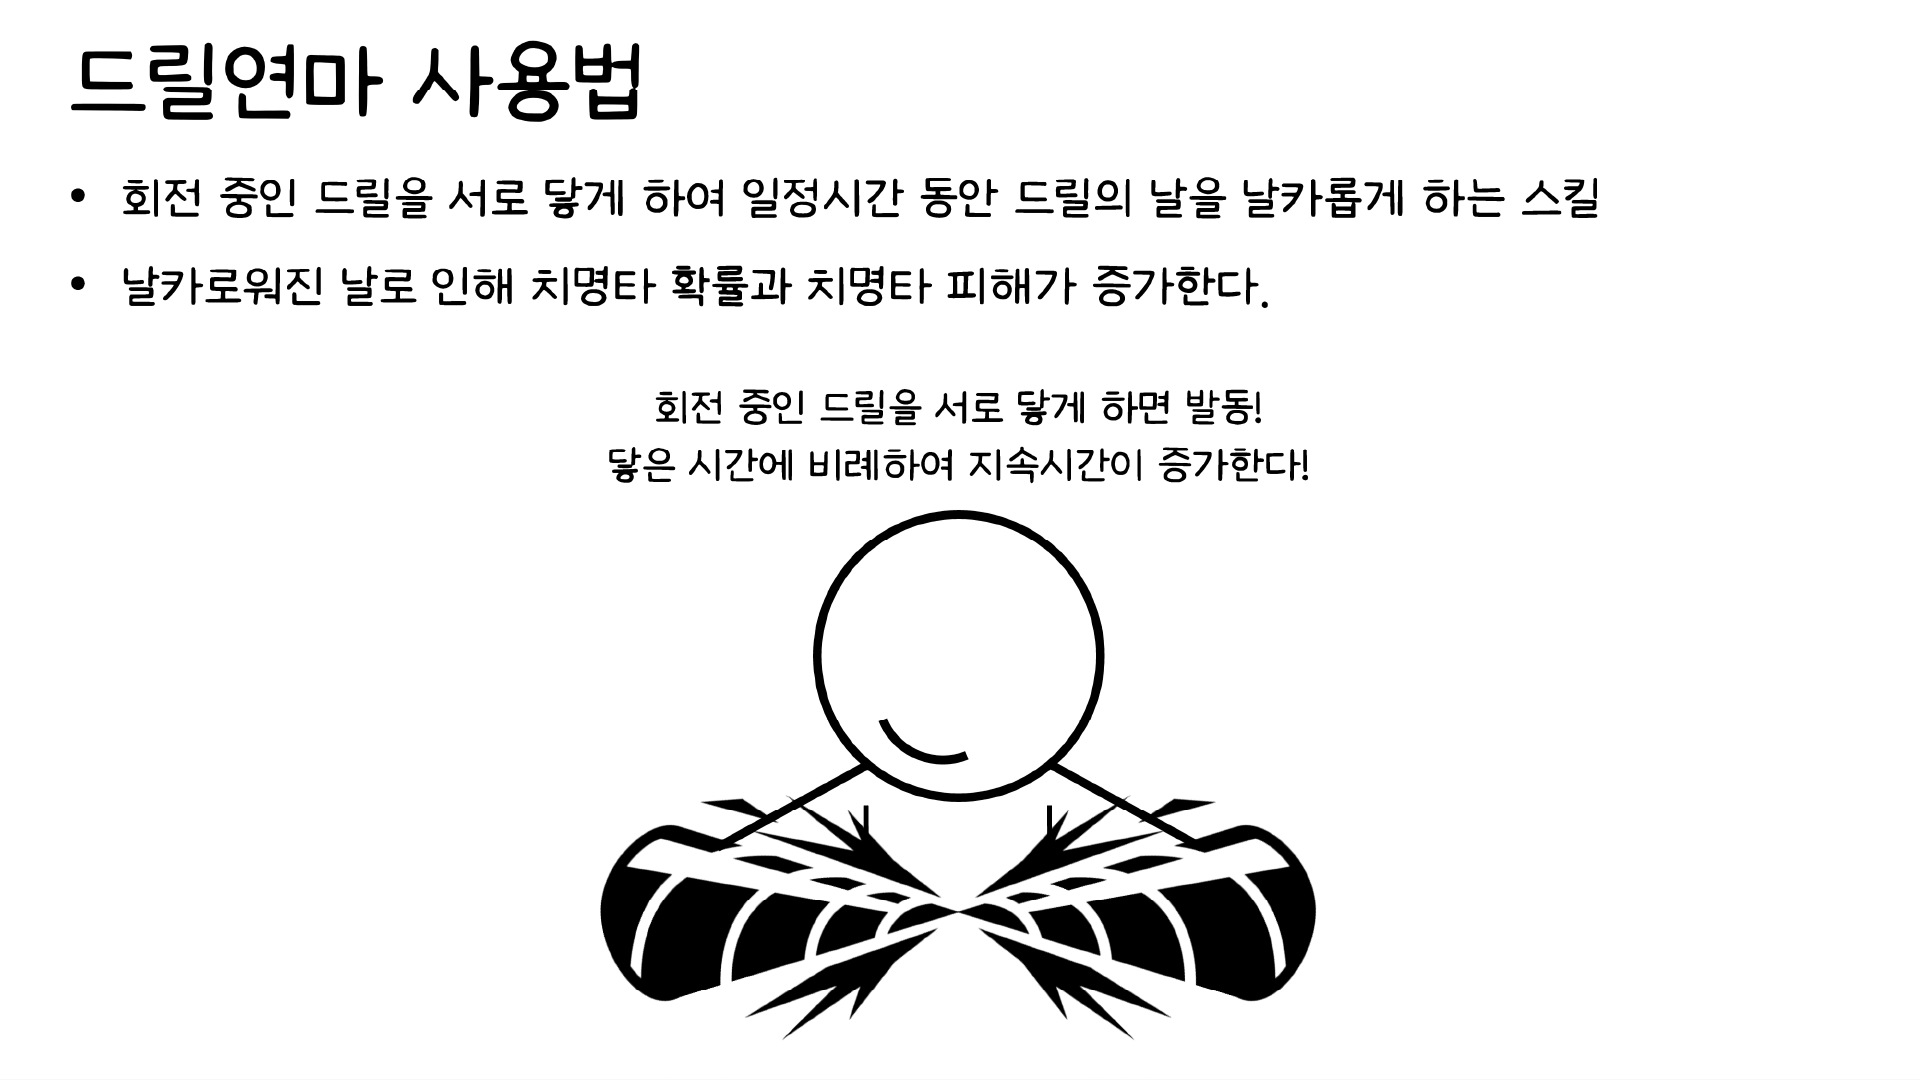 드릴연마 사용법
• 회전 중인 드릴을 서로 닿게 하여 일정시간 동안 드릴의 날을 날카롭게 하는 스킬
• 날카로워진 날로 인해 치명타 확률과 치명타 피해가 증가한다.
회전 중인 드릴을 서로 닿게 하면 발동!
닿은 시간에 비례하여 지속시간이 증가한다!